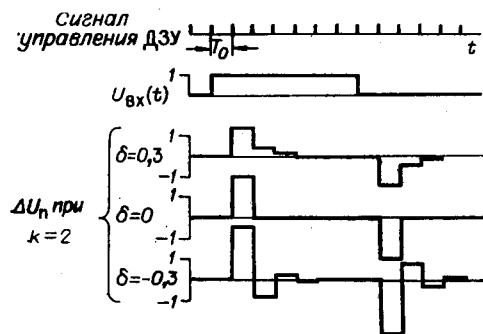 Сигнал
управления ДЗУ
T₀
t
1
Uвх(t)
t
1
δ=0,3
-1
ΔUn при
k=2
1
δ=0
-1
1
δ=-0,3
-1